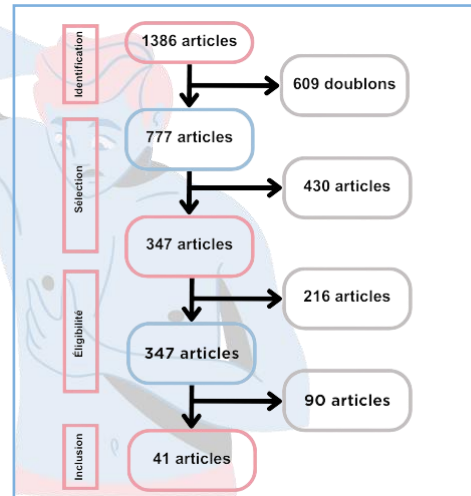 Identification
1386 articles
609 doublons
777 articles
Sélection
430 articles
347 articles
216 articles
Éligibilité
347 articles
90 articles
Inclusion
41 articles